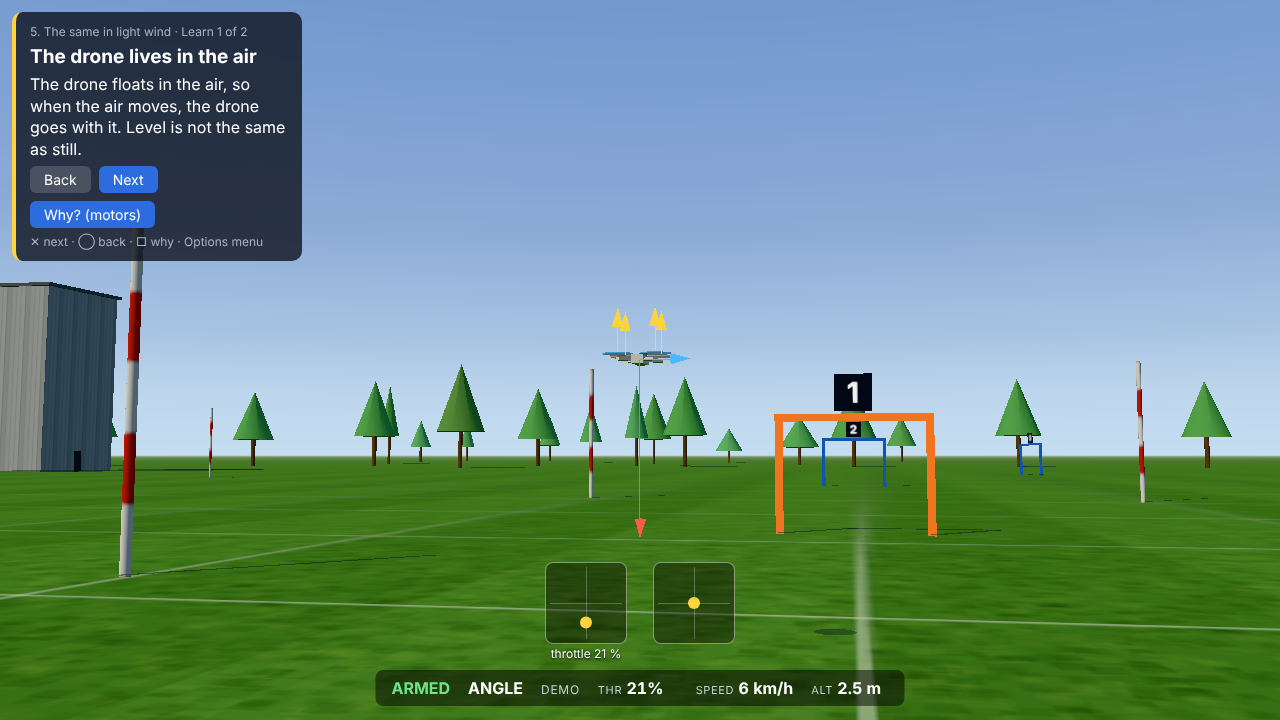 5. The same in light wind · Learn 1 of 2
The drone lives in the air
The drone floats in the air, so
when the air moves, the drone
goes with it. Level is not the same
as still.
Back Next
Why? (motors)
✕ next · ◯ back · □ why · Options menu
1
2
throttle 21 %
ARMED ANGLE DEMO THR 21% SPEED 6 km/h ALT 2.5 m